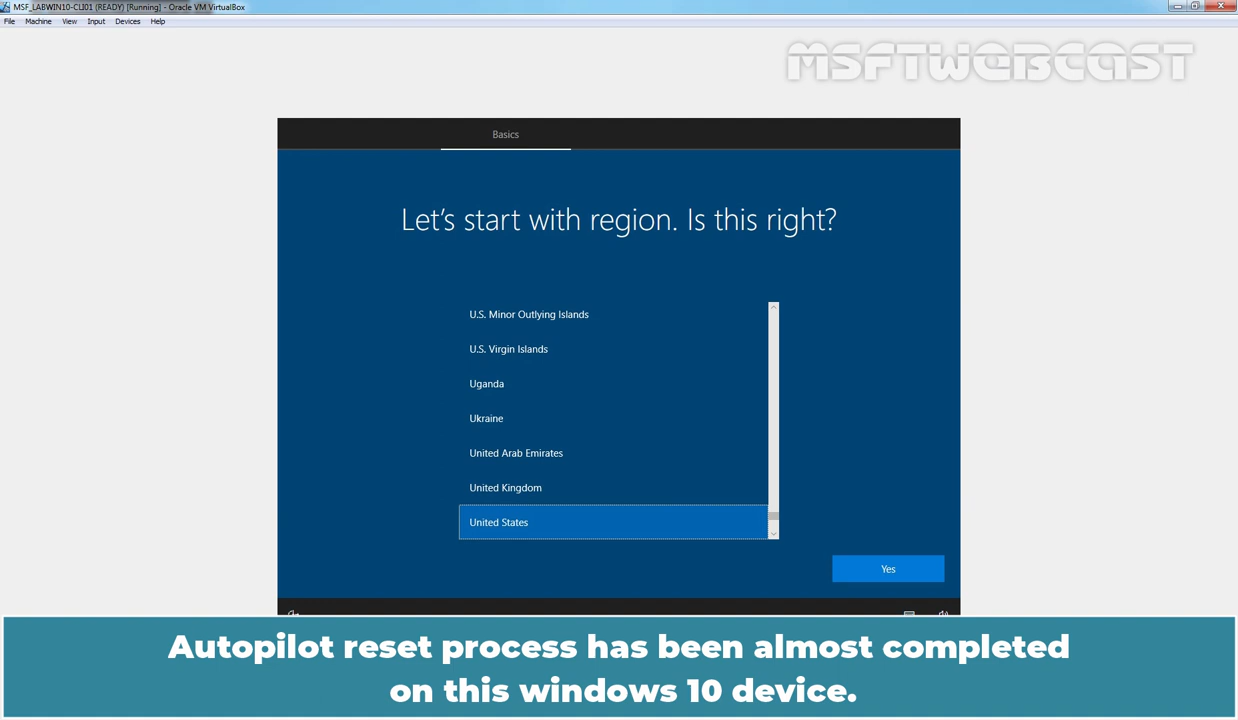 MSF_LABWIN10-CLI01 (READY) [Running] - Oracle VM VirtualBox
File Machine View Input Devices Help
MSFTWEBCAST
Basics
Let's start with region. Is this right?
U.S. Minor Outlying Islands
U.S. Virgin Islands
Uganda
Ukraine
United Arab Emirates
United Kingdom
United States
Yes
Autopilot reset process has been almost completed
on this windows 10 device.